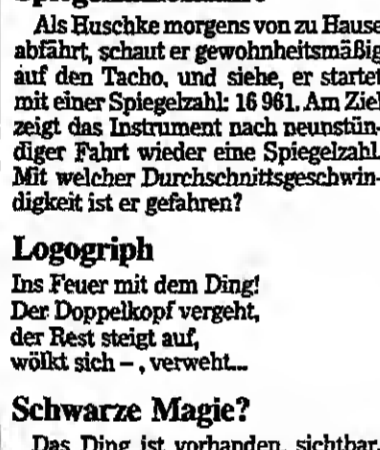 Als Huschke morgens von zu Hause
abfährt, schaut er gewohnheitsmäßig
auf den Tacho, und siehe, er startet
mit einer Spiegelzahl: 16 961. Am Ziel
zeigt das Instrument nach neunstün-
diger Fahrt wieder eine Spiegelzahl.
Mit welcher Durchschnittsgeschwin-
digkeit ist er gefahren?
Logogriph
Ins Feuer mit dem Ding!
Der Doppelkopf vergeht,
der Rest steigt auf,
wölkt sich –, verweht...
Schwarze Magie?
Das Ding ist vorhanden, sichtbar,